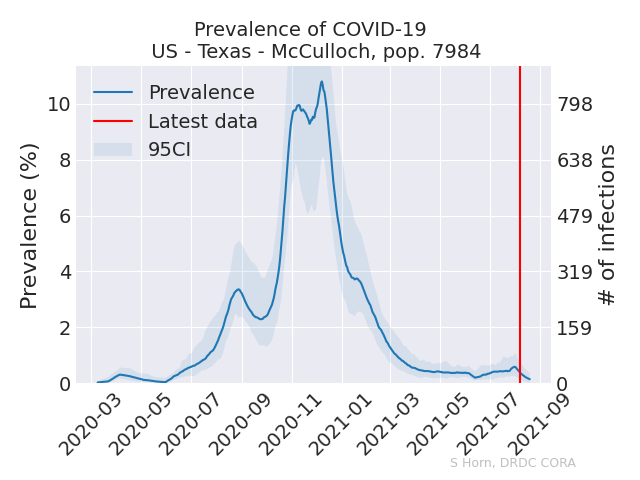 Prevalence of COVID-19
US - Texas - McCulloch, pop. 7984
Prevalence
Latest data
95CI
Prevalence (%)
10
8
6
4
2
0
798
638
479
319
159
0
# of infections
2020-03
2020-05
2020-07
2020-09
2020-11
2021-01
2021-03
2021-05
2021-07
2021-09
S Horn, DRDC CORA